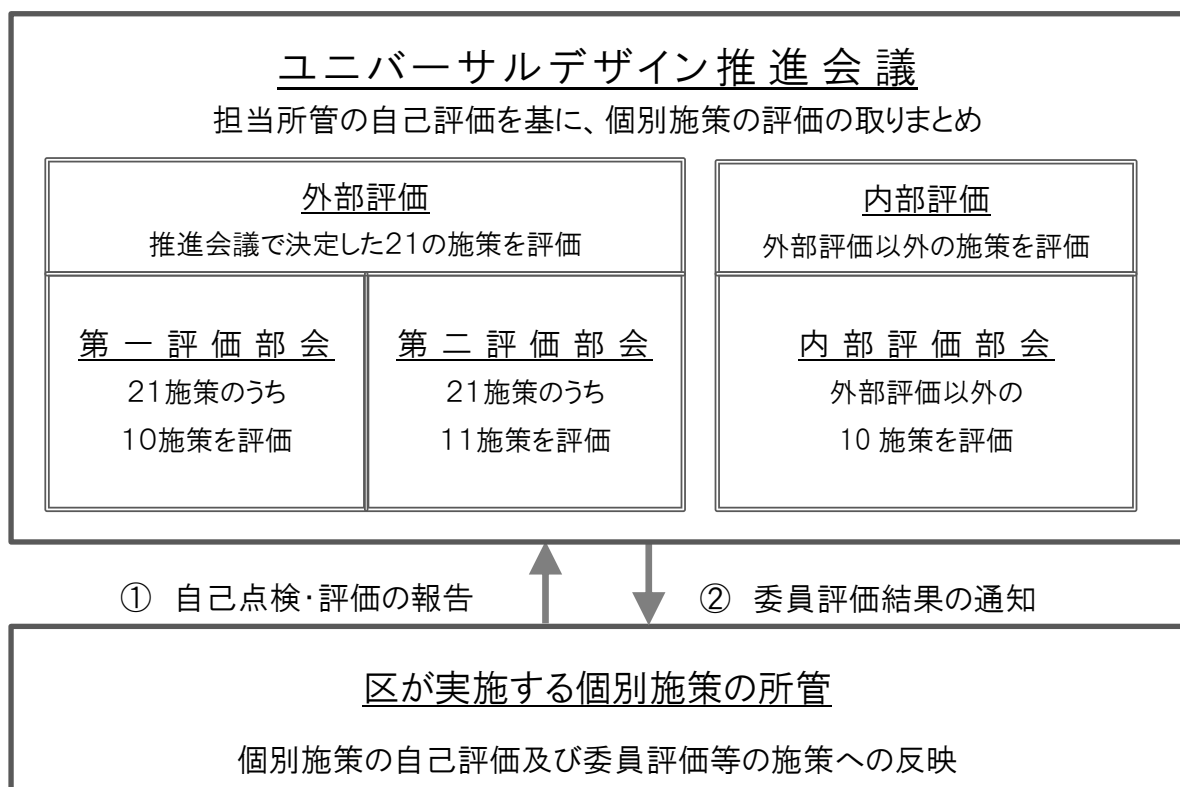 ユニバーサルデザイン推進会議
担当所管の自己評価を基に、個別施策の評価の取りまとめ
外部評価
推進会議で決定した21の施策を評価
第一評価部会
21施策のうち
10施策を評価
第二評価部会
21施策のうち
11施策を評価
内部評価
外部評価以外の施策を評価
内部評価部会
外部評価以外の
10 施策を評価
① 自己点検・評価の報告
② 委員評価結果の通知
区が実施する個別施策の所管
個別施策の自己評価及び委員評価等の施策への反映